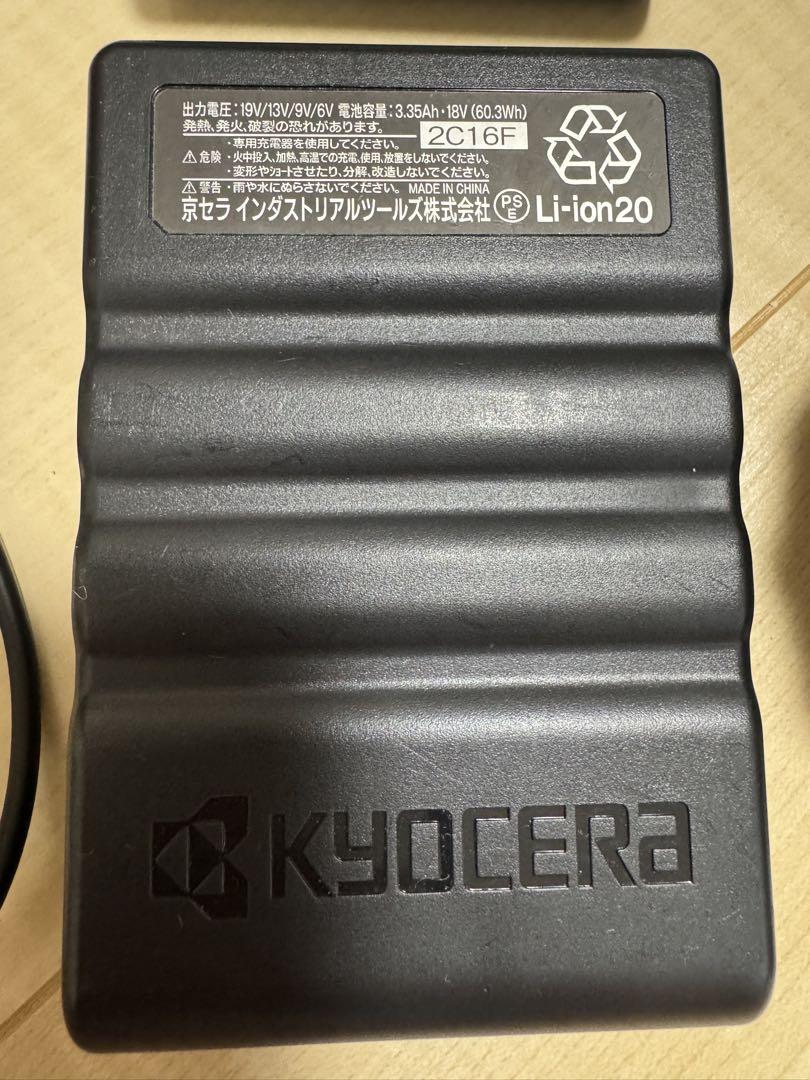 出力電圧:19V/13V/9V/6V 電池容量:3.35Ah・18V(60.3Wh)
発熱、発火、破裂の恐れがあります。
2C16F
・専用充電器を使用してください。
⚠危険 ・火中投入、加熱、高温での充電、使用、放置をしないでください。
・変形やショートさせたり、分解、改造しないでください。
⚠警告 ・雨や水にぬらさないでください。 MADE IN CHINA
京セラ インダストリアルツールズ株式会社 PSE Li-ion20
KYOCERA